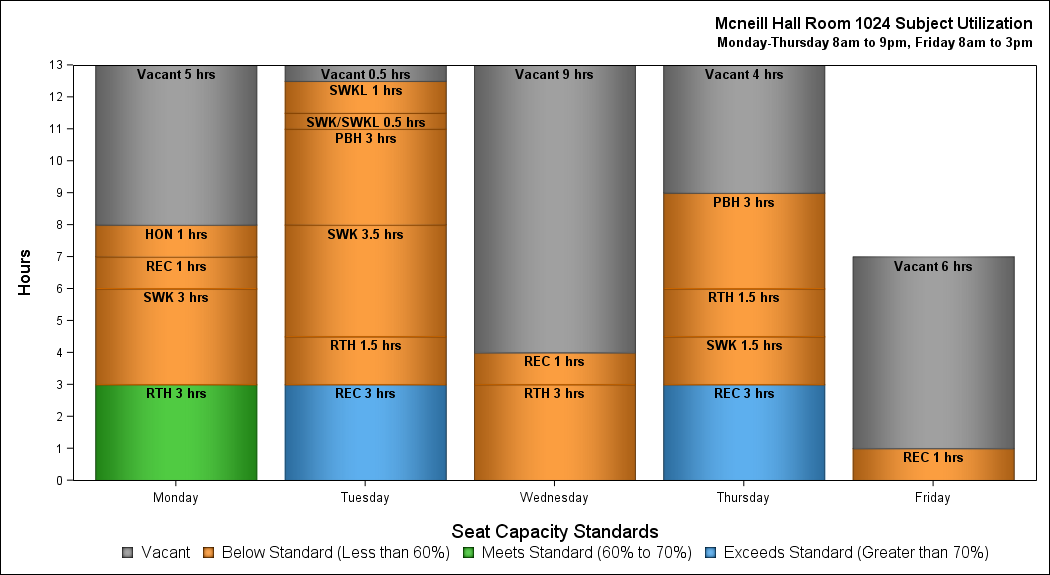 Mcneill Hall Room 1024 Subject Utilization
Monday-Thursday 8am to 9pm, Friday 8am to 3pm
Hours
13
12
11
10
9
8
7
6
5
4
3
2
1
0
Vacant 5 hrs
HON 1 hrs
REC 1 hrs
SWK 3 hrs
RTH 3 hrs
Vacant 0.5 hrs
SWKL 1 hrs
SWK/SWKL 0.5 hrs
PBH 3 hrs
SWK 3.5 hrs
RTH 1.5 hrs
REC 3 hrs
Vacant 9 hrs
REC 1 hrs
RTH 3 hrs
Vacant 4 hrs
PBH 3 hrs
RTH 1.5 hrs
SWK 1.5 hrs
REC 3 hrs
Vacant 6 hrs
REC 1 hrs
Monday Tuesday Wednesday Thursday Friday
Seat Capacity Standards
Vacant Below Standard (Less than 60%) Meets Standard (60% to 70%) Exceeds Standard (Greater than 70%)